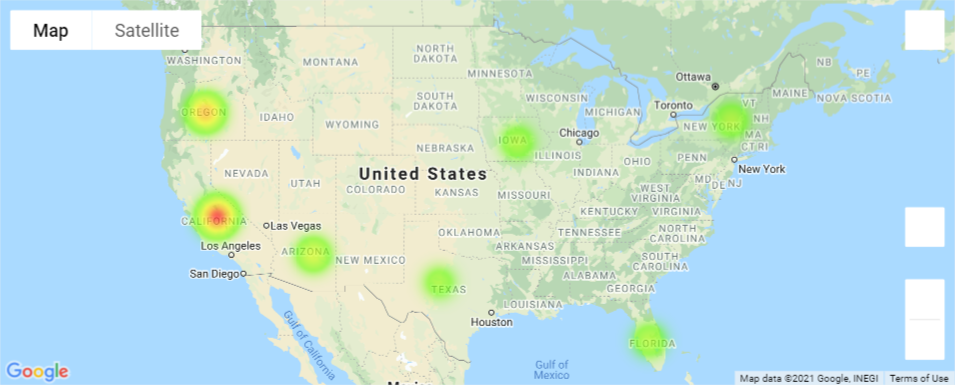 Map Satellite
WASHINGTON
MONTANA
NORTH
DAKOTA
MINNESOTA
Ottawa
NB
PE
MAINE
NOVA SCOTIA
OREGON
IDAHO
SOUTH
DAKOTA
WISCONSIN
MICHIGAN
Toronto
VT
NH
WYOMING
IOWA
Chicago
NEW YORK
MA
CT RI
NEBRASKA
ILLINOIS
INDIANA
OHIO
PENN
New York
NEVADA
UTAH
COLORADO
United States
KANSAS
MISSOURI
WEST
VIRGINIA
MD
DE
NJ
KENTUCKY
VIRGINIA
CALIFORNIA
Las Vegas
OKLAHOMA
TENNESSEE
NORTH
CAROLINA
Los Angeles
ARIZONA
NEW MEXICO
ARKANSAS
MISSISSIPPI
SOUTH
CAROLINA
San Diego
TEXAS
ALABAMA
GEORGIA
LOUISIANA
Houston
Gulf of
California
FLORIDA
Gulf of
Mexico
Google
Map data ©2021 Google, INEGI Terms of Use